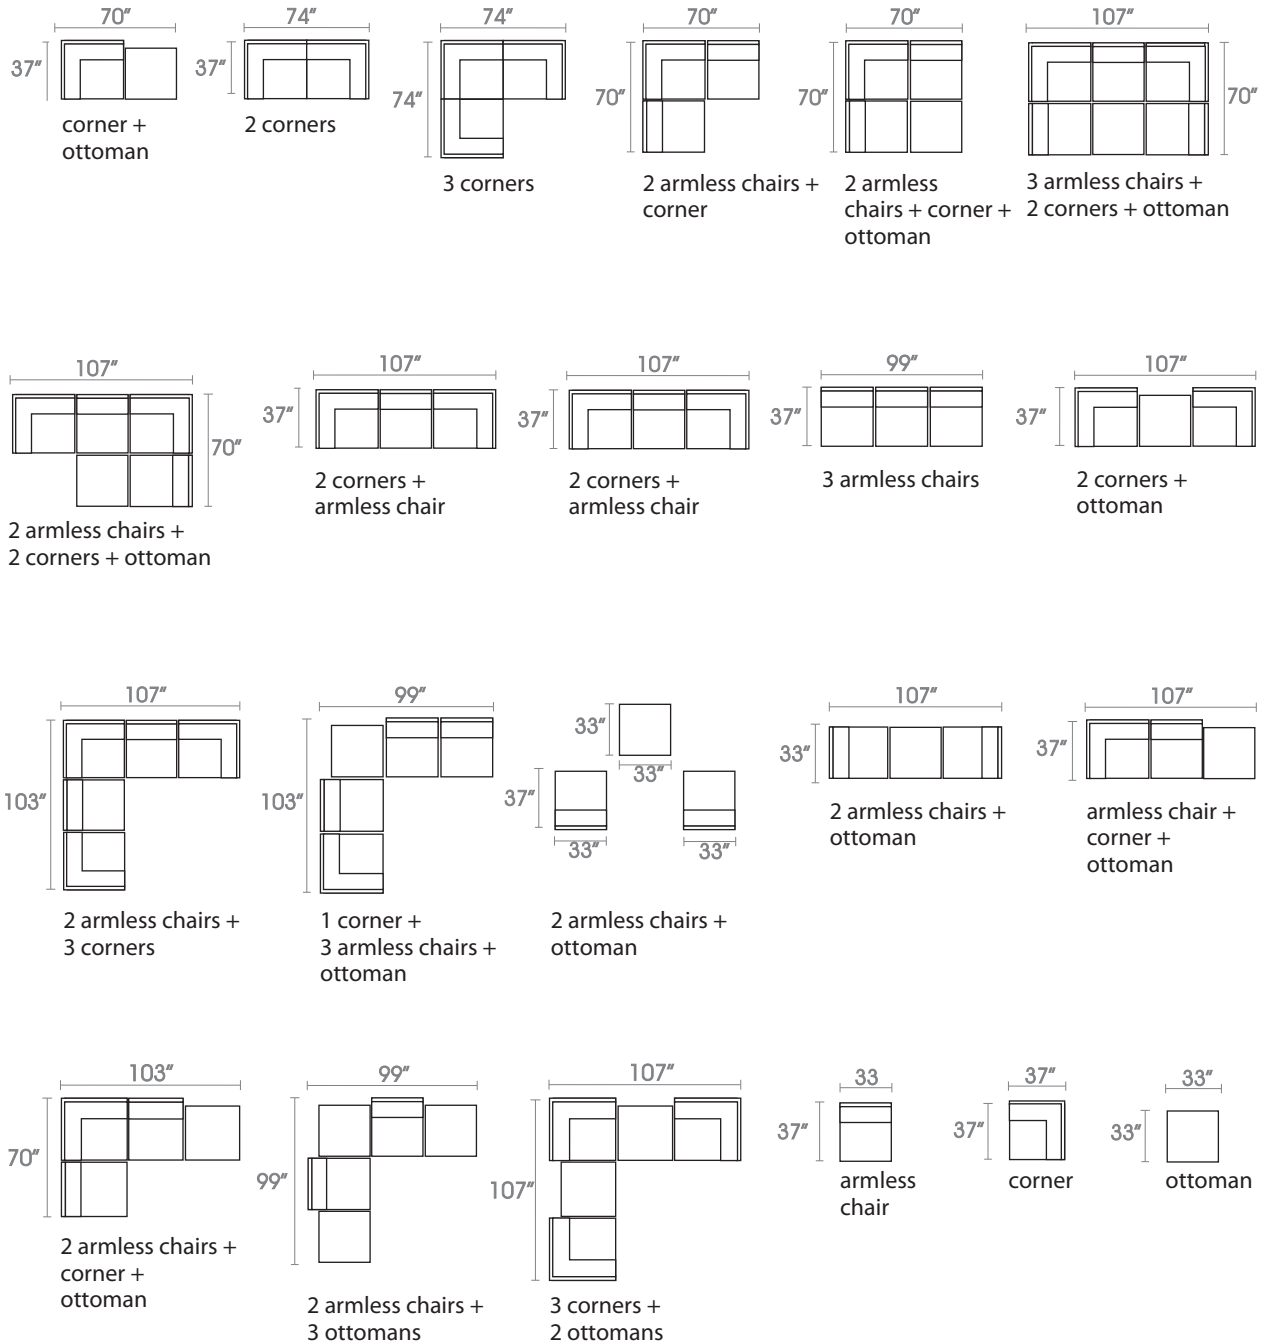 70”
37”
corner +
ottoman
74”
37”
2 corners
74”
74”
3 corners
70”
70”
2 armless chairs +
corner
70”
70”
2 armless
chairs + corner +
ottoman
107”
70”
3 armless chairs +
2 corners + ottoman
107”
70”
2 armless chairs +
2 corners + ottoman
107”
37”
2 corners +
armless chair
107”
37”
2 corners +
armless chair
99”
37”
3 armless chairs
107”
37”
2 corners +
ottoman
107”
103”
2 armless chairs +
3 corners
99”
103”
1 corner +
3 armless chairs +
ottoman
33”
33”
37”
33”
33”
2 armless chairs +
ottoman
107”
33”
2 armless chairs +
ottoman
107”
37”
armless chair +
corner +
ottoman
103”
70”
2 armless chairs +
corner +
ottoman
99”
99”
2 armless chairs +
3 ottomans
107”
107”
3 corners +
2 ottomans
33
37”
armless
chair
37”
37”
corner
33”
33”
ottoman